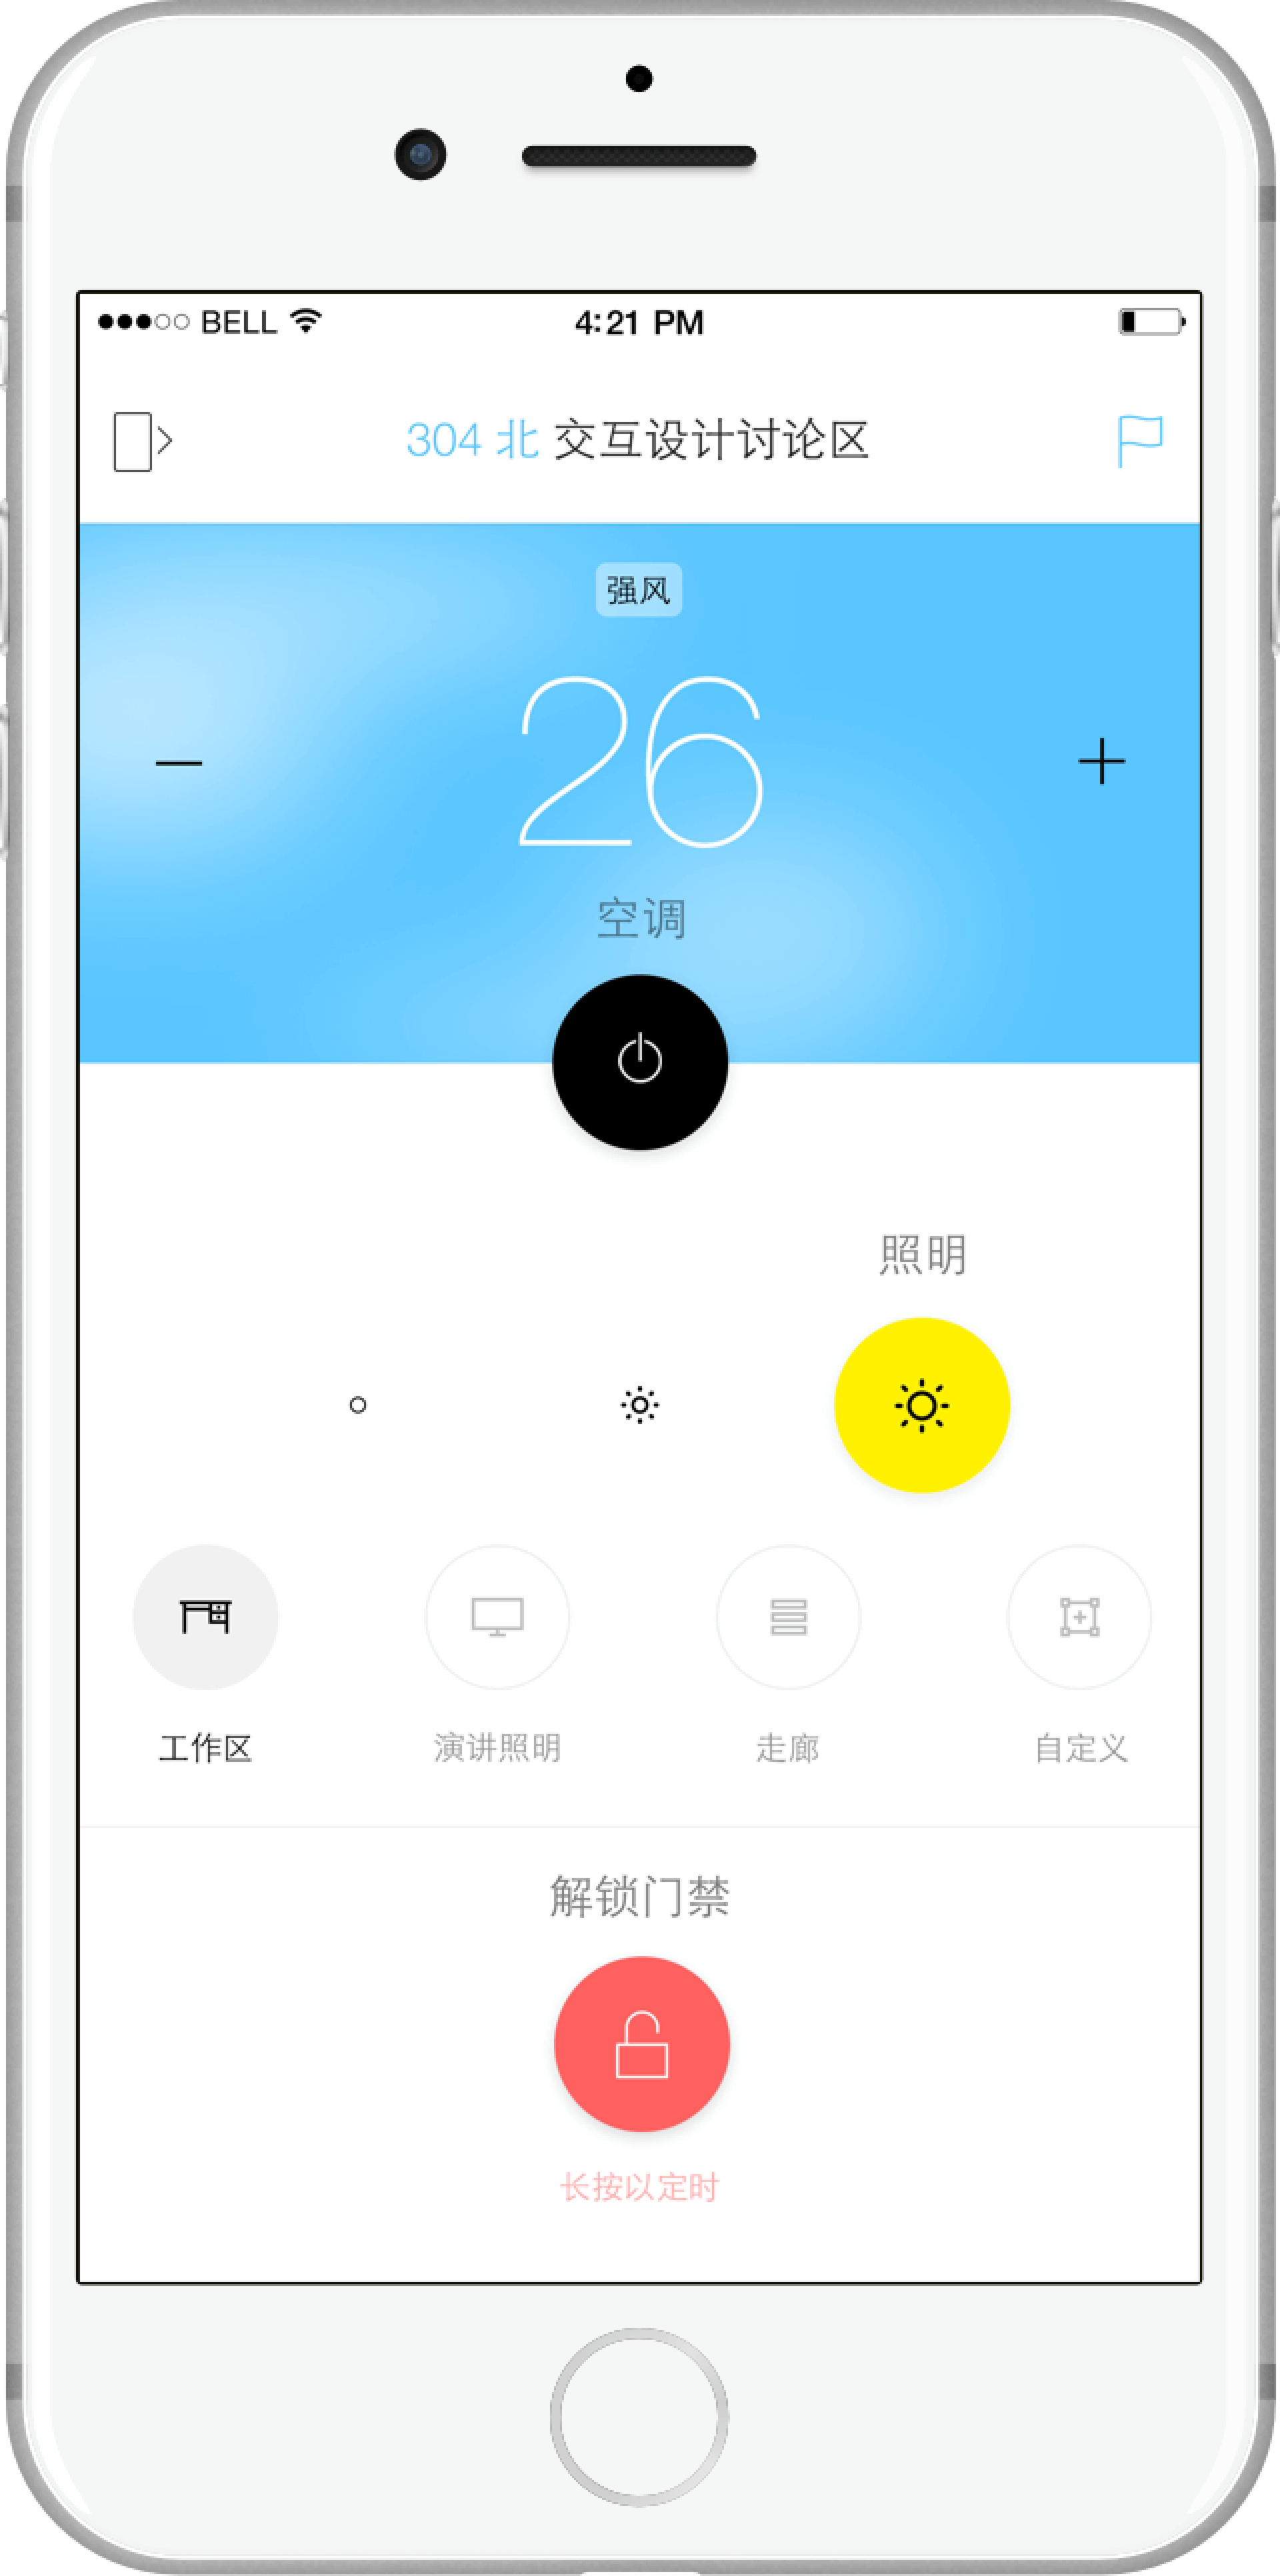 BELL 4:21 PM
304 北 交互设计讨论区
强风
26
空调
照明
工作区 演讲照明 走廊 自定义
解锁门禁
长按以定时